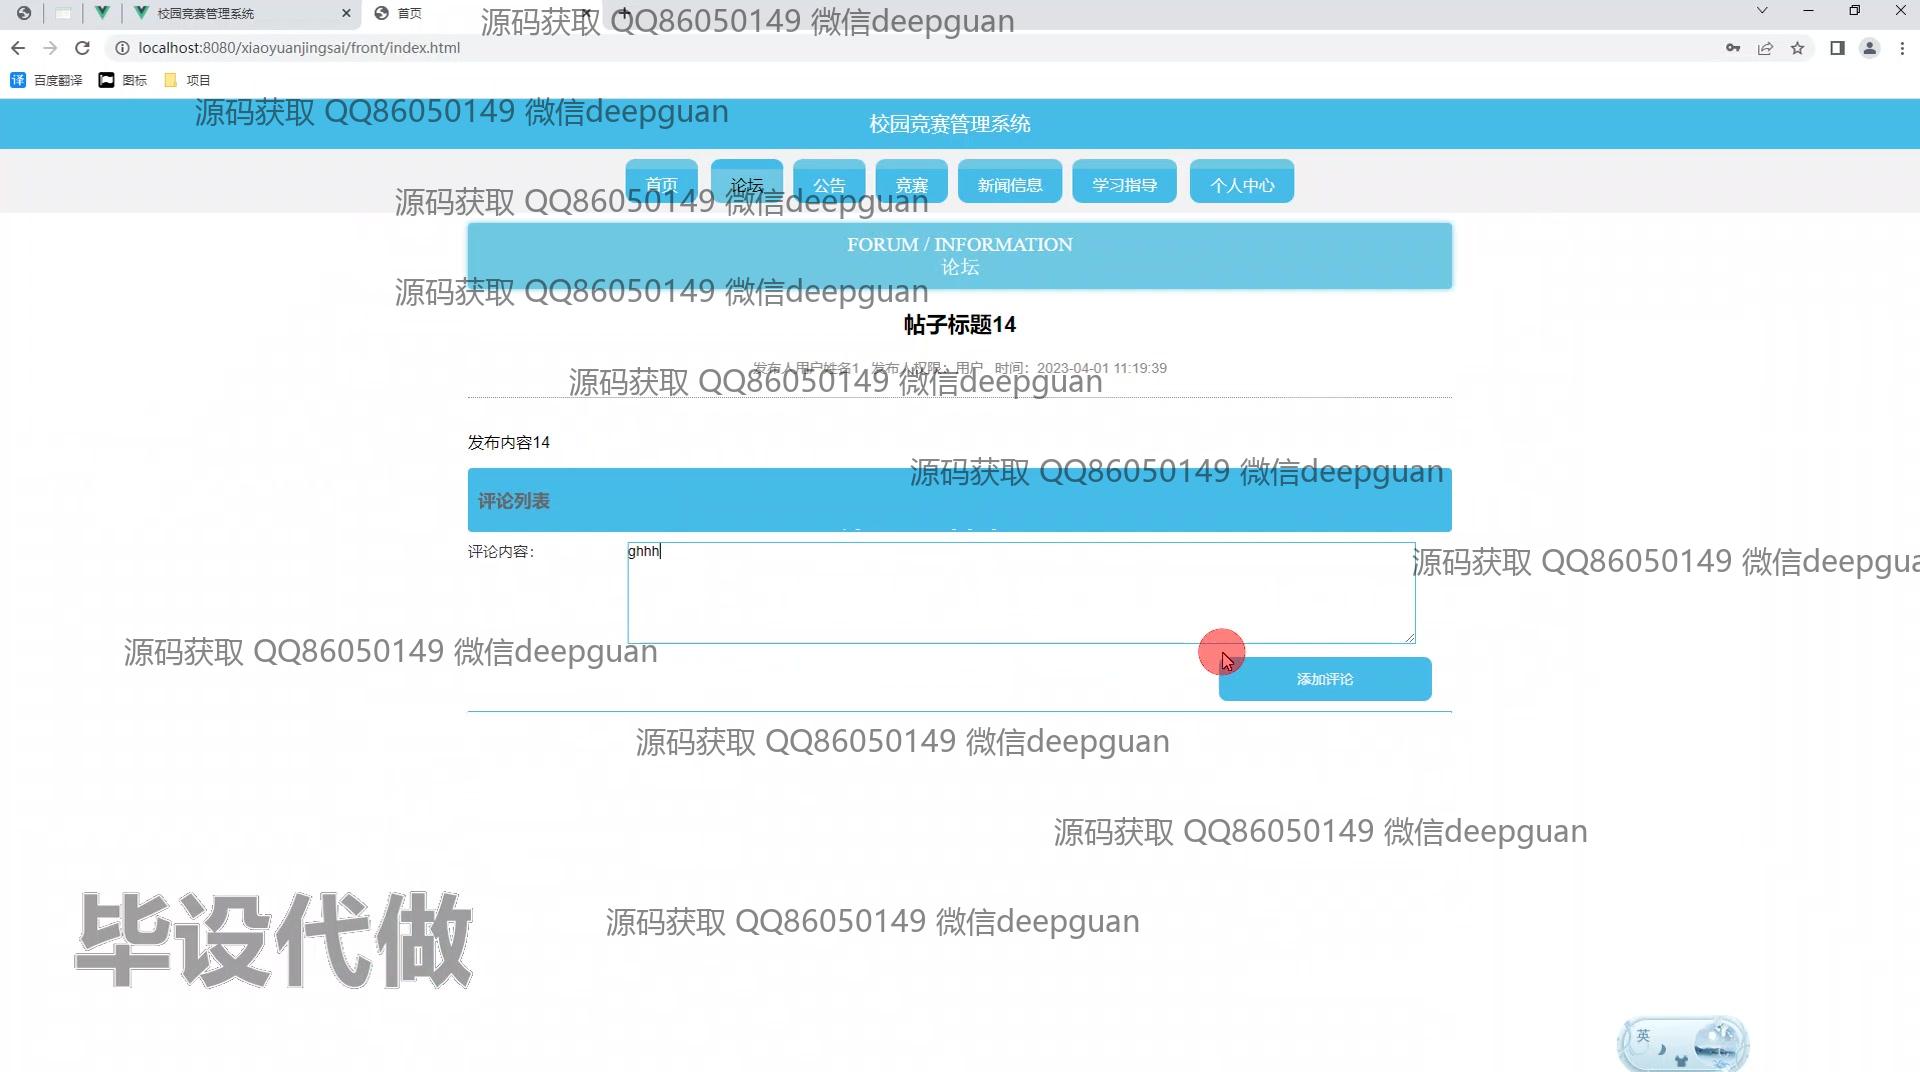 校园竞赛管理系统
首页
源码获取 QQ86050149 微信deepguan
localhost:8080/xiaoyuanjingsai/front/index.html
译 百度翻译 图标 项目
源码获取 QQ86050149 微信deepguan
校园竞赛管理系统
首页 论坛 公告 竞赛 新闻信息 学习指导 个人中心
源码获取 QQ86050149 微信deepguan
FORUM / INFORMATION
论坛
源码获取 QQ86050149 微信deepguan
帖子标题14
发布人用户姓名1 发布人权限：用户 时间：2023-04-01 11:19:39
源码获取 QQ86050149 微信deepguan
发布内容14
源码获取 QQ86050149 微信deepguan
评论列表
评论内容：
ghhh
源码获取 QQ86050149 微信deepgua
源码获取 QQ86050149 微信deepguan
添加评论
源码获取 QQ86050149 微信deepguan
源码获取 QQ86050149 微信deepguan
毕设代做
源码获取 QQ86050149 微信deepguan
英